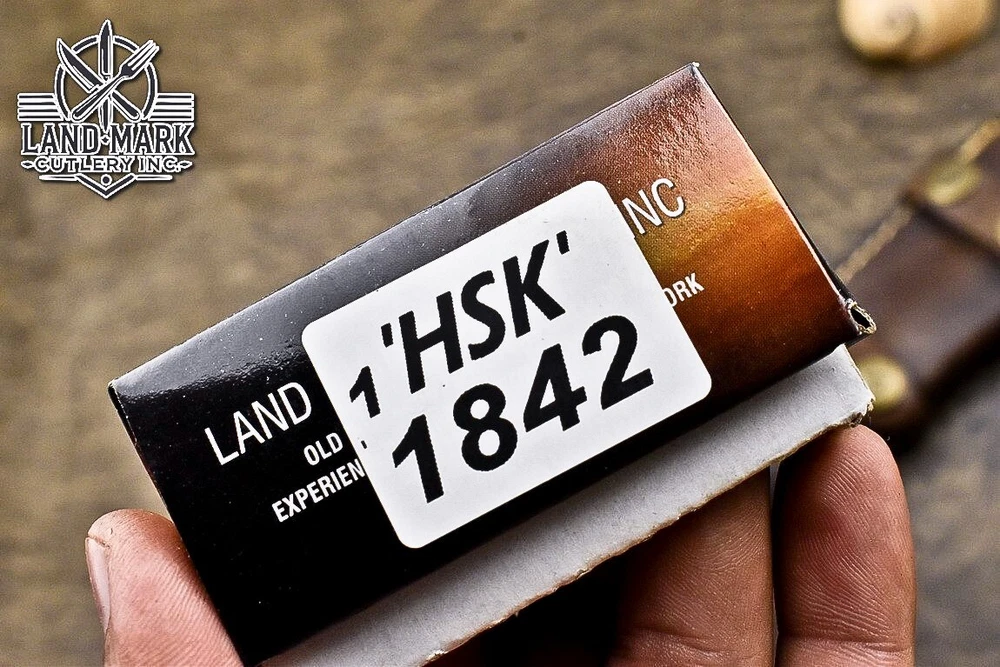 LAND MARK
CUTLERY INC.
LAND
INC
OLD
ORK
EXPERIEN
'HSK'
1
1842